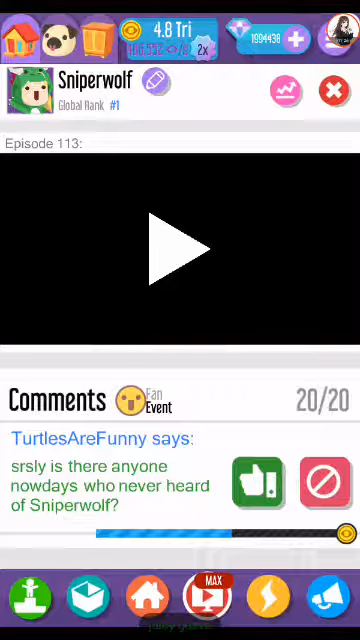 4.8 Tri
2x
1994438
Sniperwolf
Global Rank #1
Episode 113:
Comments
Fan
Event
20/20
TurtlesAreFunny says:
srsly is there anyone
nowdays who never heard
of Sniperwolf?
MAX